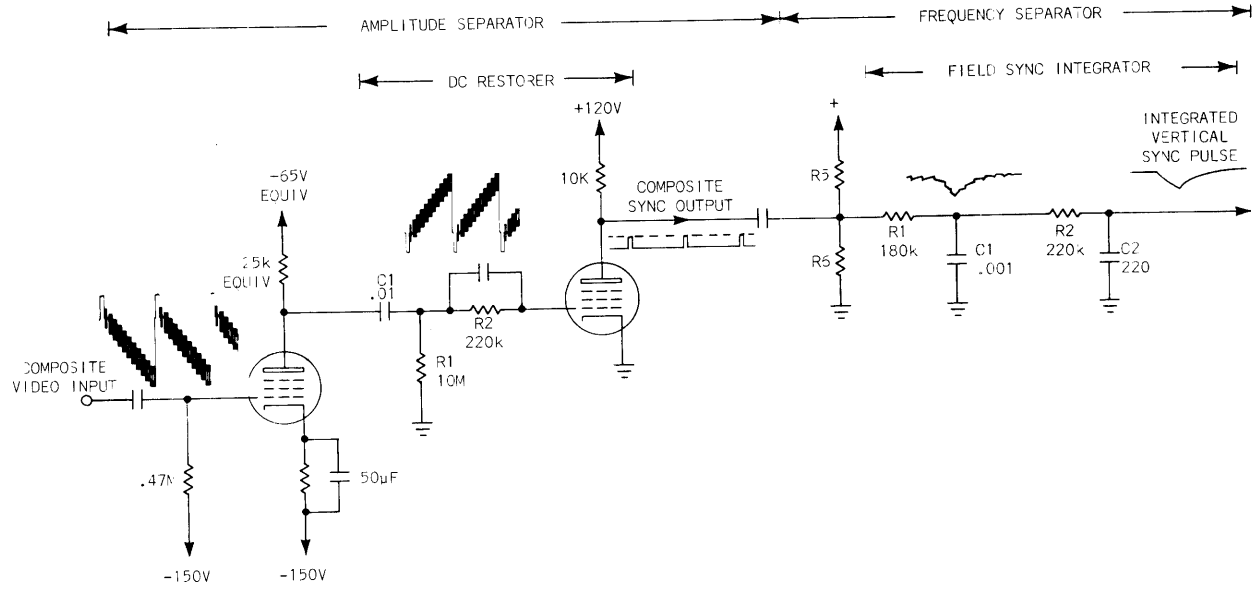 AMPLITUDE SEPARATOR
FREQUENCY SEPARATOR
DC RESTORER
FIELD SYNC INTEGRATOR
+120V
+
INTEGRATED
VERTICAL
SYNC PULSE
-65V
EQUIV
10K
COMPOSITE
SYNC OUTPUT
R5
25k
EQUIV
C1
.01
R1
180k
C1
.001
R2
220k
C2
220
R6
R2
220k
R1
10M
COMPOSITE
VIDEO INPUT
.47M
50µF
-150V
-150V